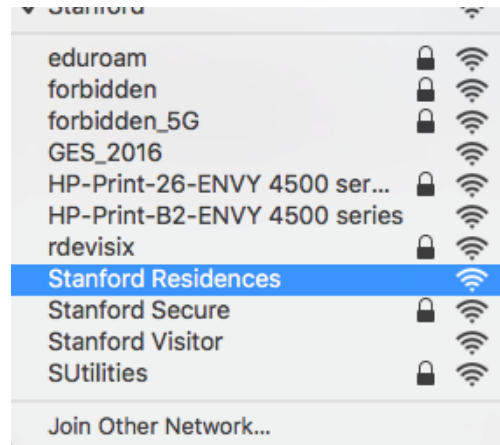 Stanford
eduroam
forbidden
forbidden_5G
GES_2016
HP-Print-26-ENVY 4500 ser...
HP-Print-B2-ENVY 4500 series
rdevisix
Stanford Residences
Stanford Secure
Stanford Visitor
SUtilities
Join Other Network...